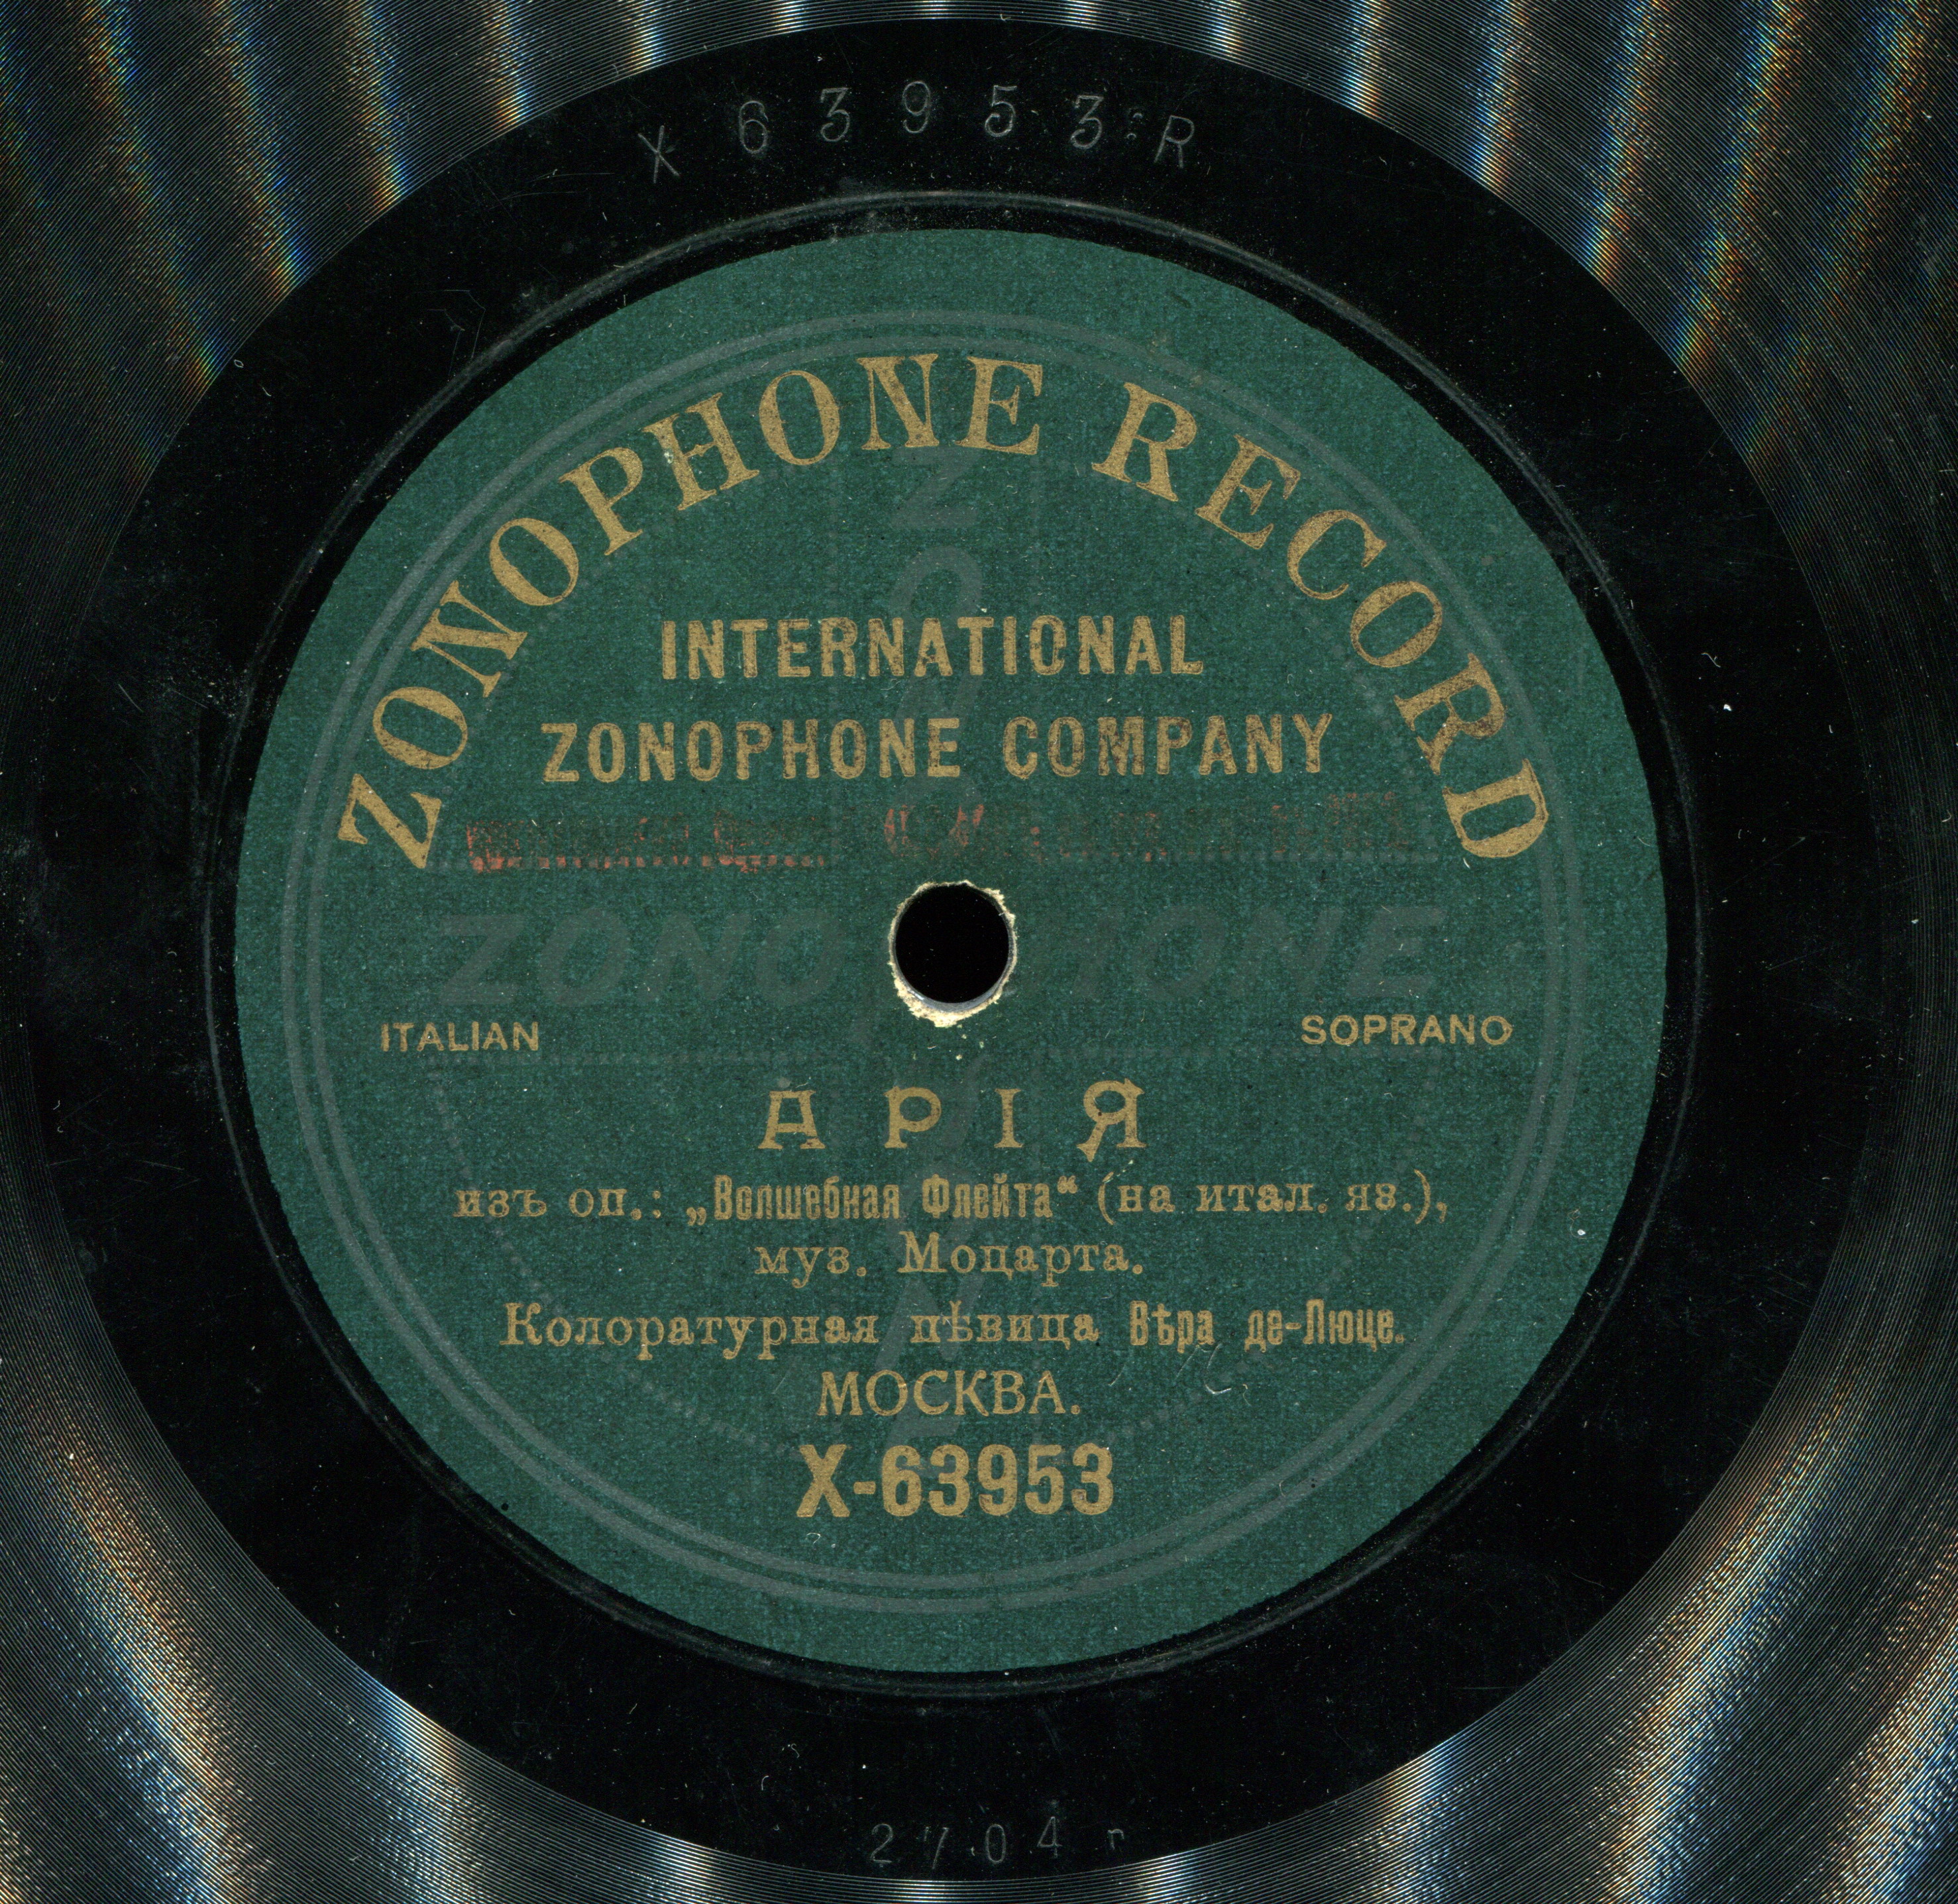 X 63953 R
ZONOPHONE RECORD
INTERNATIONAL
ZONOPHONE COMPANY
ZONOPHONE
ITALIAN SOPRANO
АРІЯ
изъ оп.: „Волшебная Флейта“ (на итал. яз.),
муз. Моцарта.
Колоратурная пѣвица Вѣра де-Люце.
МОСКВА.
X-63953
2704 r